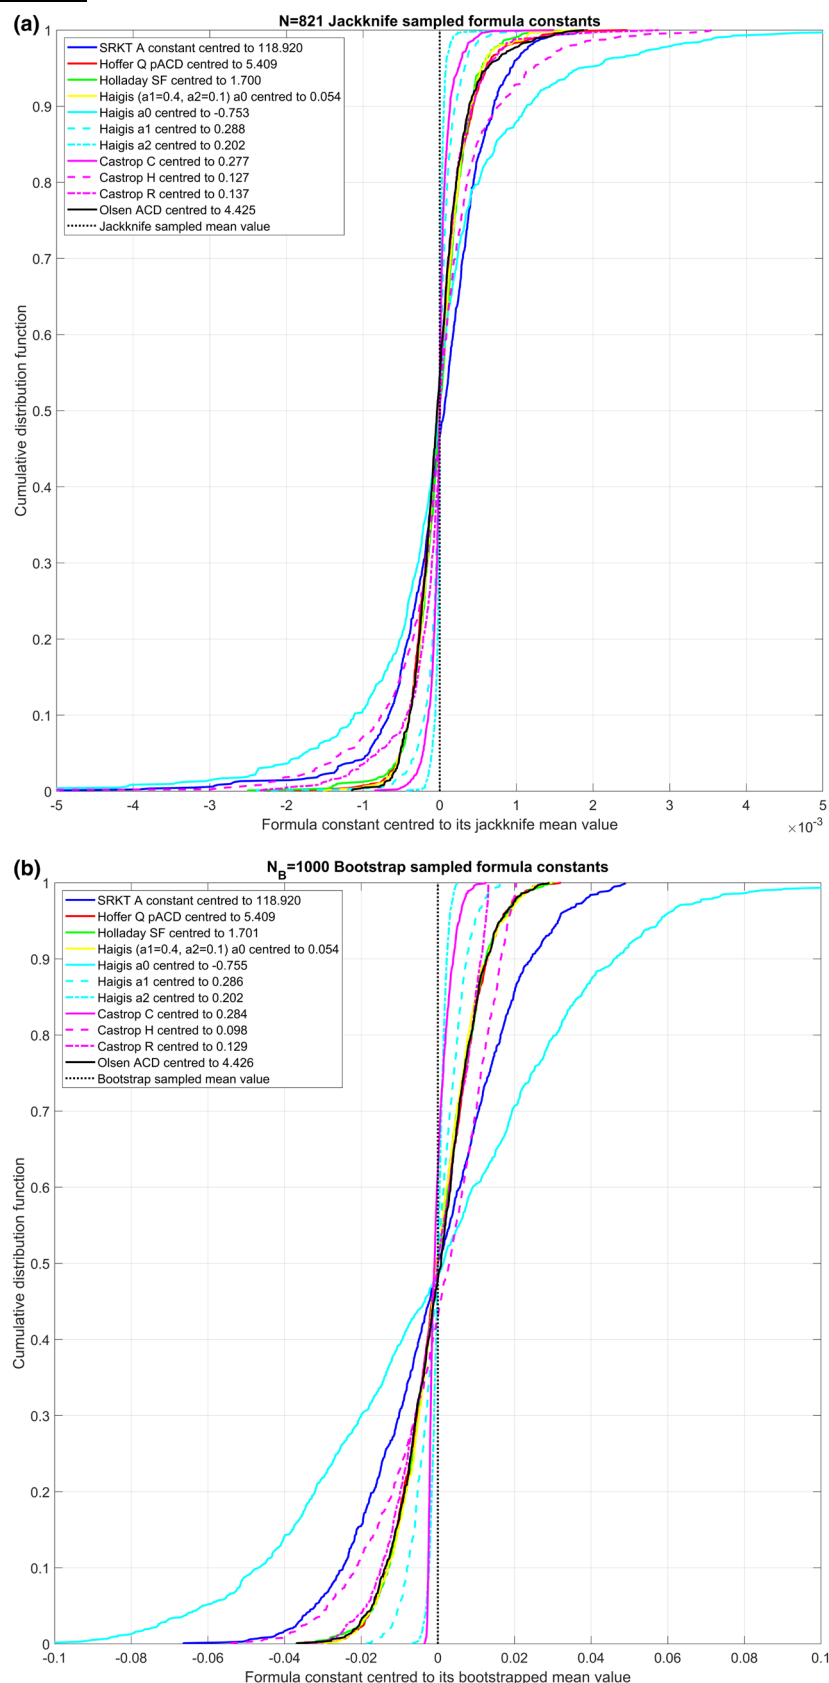 (a)
N=821 Jackknife sampled formula constants
1
0.9
0.8
0.7
0.6
0.5
0.4
0.3
0.2
0.1
0
Cumulative distribution function
SRKT A constant centred to 118.920
Hoffer Q pACD centred to 5.409
Holladay SF centred to 1.700
Haigis (a1=0.4, a2=0.1) a0 centred to 0.054
Haigis a0 centred to -0.753
Haigis a1 centred to 0.288
Haigis a2 centred to 0.202
Castrop C centred to 0.277
Castrop H centred to 0.127
Castrop R centred to 0.137
Olsen ACD centred to 4.425
Jackknife sampled mean value
-5 -4 -3 -2 -1 0 1 2 3 4 5
Formula constant centred to its jackknife mean value
×10⁻³
(b)
N_B=1000 Bootstrap sampled formula constants
1
0.9
0.8
0.7
0.6
0.5
0.4
0.3
0.2
0.1
0
Cumulative distribution function
SRKT A constant centred to 118.920
Hoffer Q pACD centred to 5.409
Holladay SF centred to 1.701
Haigis (a1=0.4, a2=0.1) a0 centred to 0.054
Haigis a0 centred to -0.755
Haigis a1 centred to 0.286
Haigis a2 centred to 0.202
Castrop C centred to 0.284
Castrop H centred to 0.098
Castrop R centred to 0.129
Olsen ACD centred to 4.426
Bootstrap sampled mean value
-0.1 -0.08 -0.06 -0.04 -0.02 0 0.02 0.04 0.06 0.08 0.1
Formula constant centred to its bootstrapped mean value